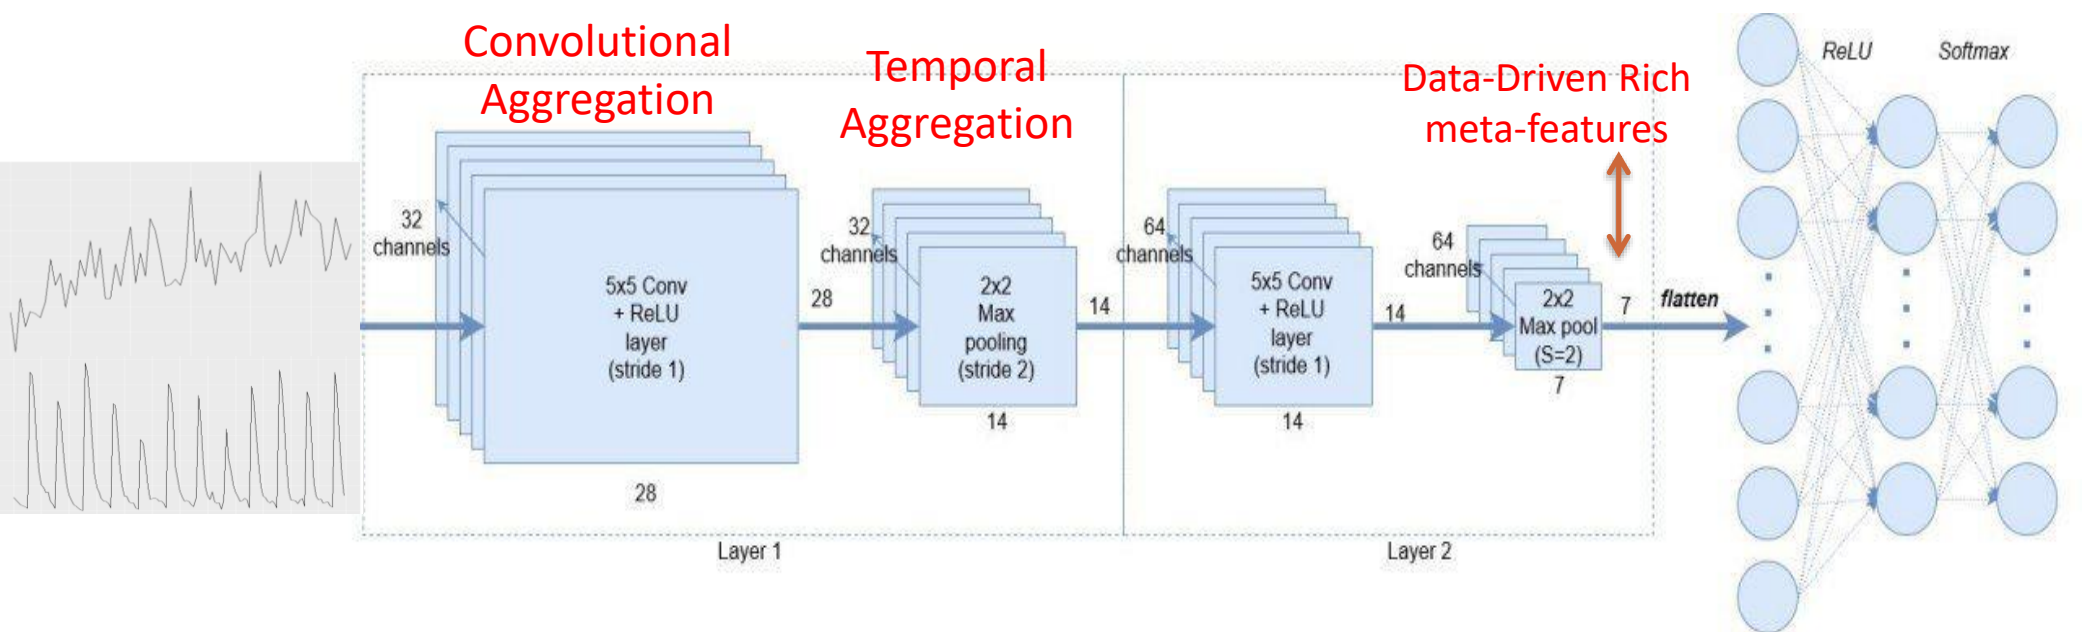 Convolutional
Aggregation
Temporal
Aggregation
Data-Driven Rich
meta-features
ReLU
Softmax
32
channels
5x5 Conv
+ ReLU
layer
(stride 1)
28
28
32
channels
2x2
Max
pooling
(stride 2)
14
14
64
channels
5x5 Conv
+ ReLU
layer
(stride 1)
14
14
64
channels
2x2
Max pool
(S=2)
7
7
flatten
Layer 1
Layer 2